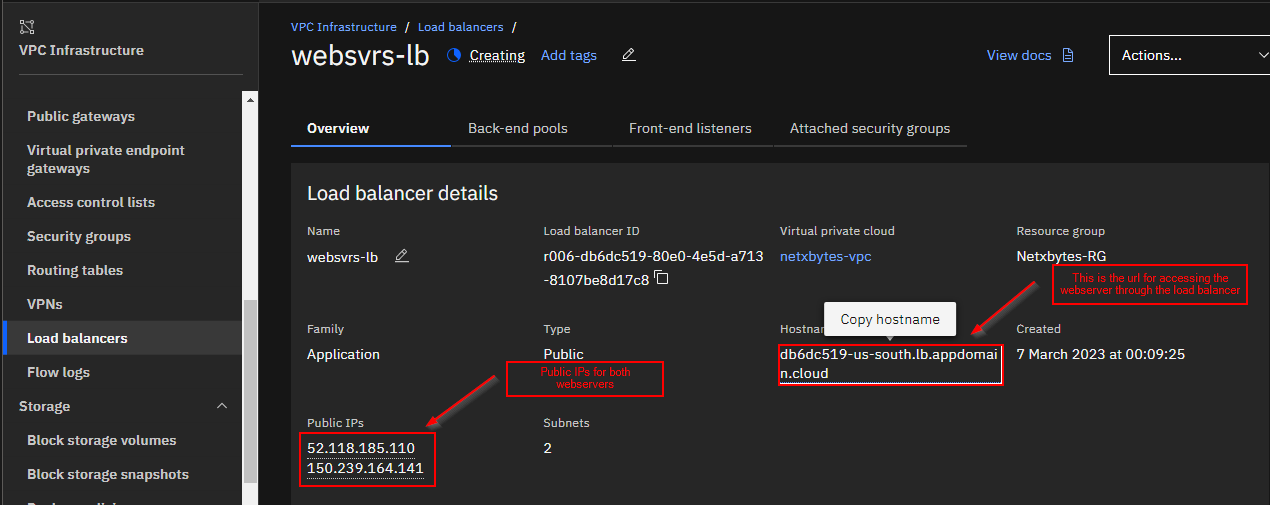 VPC Infrastructure
Public gateways
Virtual private endpoint
gateways
Access control lists
Security groups
Routing tables
VPNs
Load balancers
Flow logs
Storage
Block storage volumes
Block storage snapshots
VPC Infrastructure / Load balancers /
websvrs-lb Creating Add tags
View docs
Actions...
Overview Back-end pools Front-end listeners Attached security groups
Load balancer details
Name Load balancer ID Virtual private cloud Resource group
websvrs-lb r006-db6dc519-80e0-4e5d-a713 netxbytes-vpc Netxbytes-RG
-8107be8d17c8
This is the url for accessing the
webserver through the load balancer
Copy hostname
Family Type Hostnam Created
Application Public db6dc519-us-south.lb.appdomai 7 March 2023 at 00:09:25
n.cloud
Public IPs for both
webservers
Public IPs Subnets
52.118.185.110 2
150.239.164.141